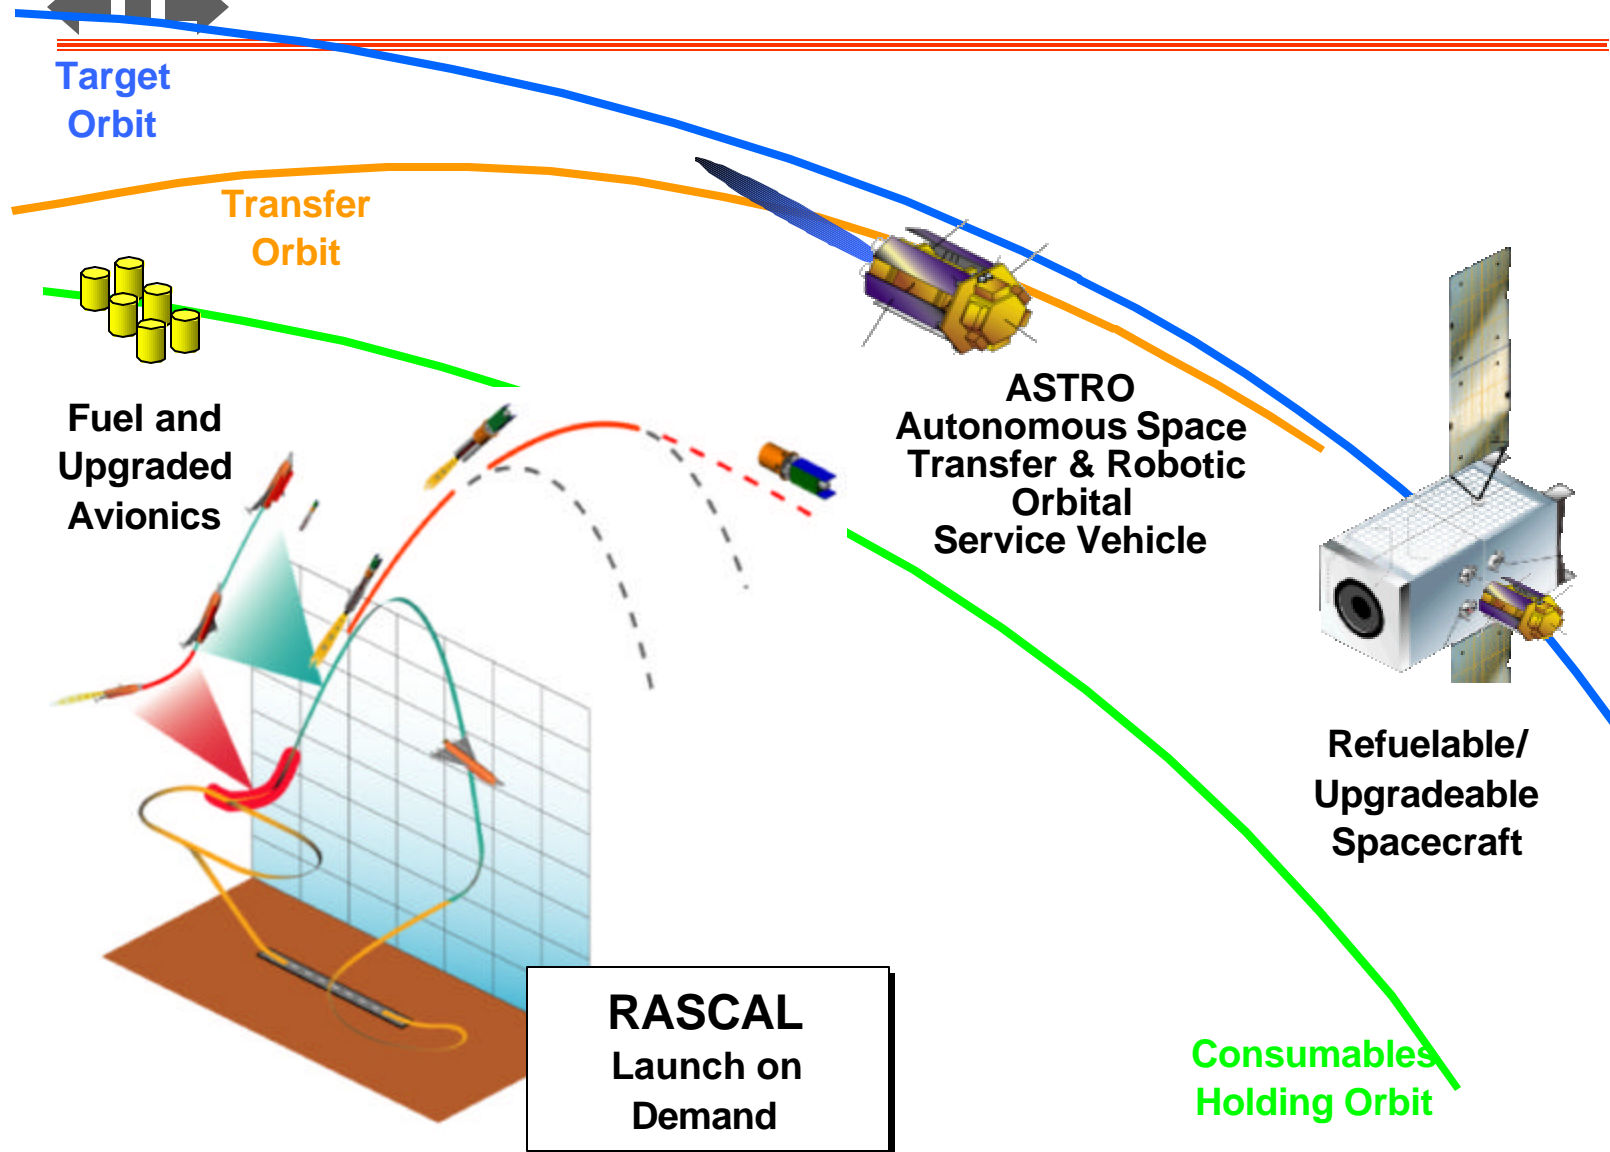 Target
Orbit
Transfer
Orbit
Fuel and
Upgraded
Avionics
ASTRO
Autonomous Space
Transfer & Robotic
Orbital
Service Vehicle
Refuelable/
Upgradeable
Spacecraft
RASCAL
Launch on
Demand
Consumables
Holding Orbit